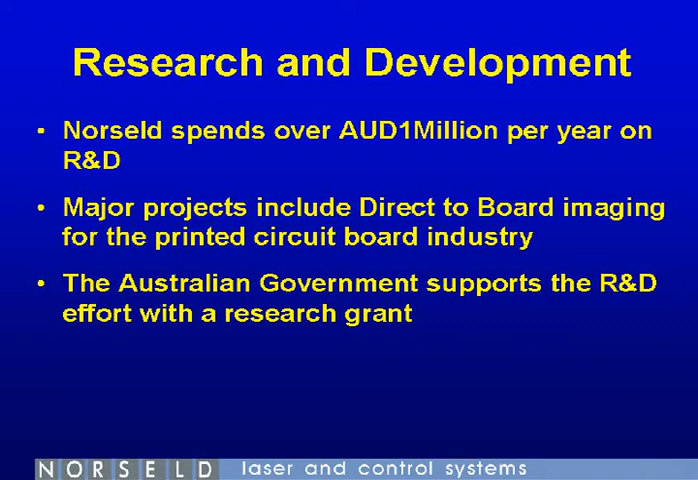 Research and Development
• Norseld spends over AUD1Million per year on
R&D
• Major projects include Direct to Board imaging
for the printed circuit board industry
• The Australian Government supports the R&D
effort with a research grant
NORSELD laser and control systems